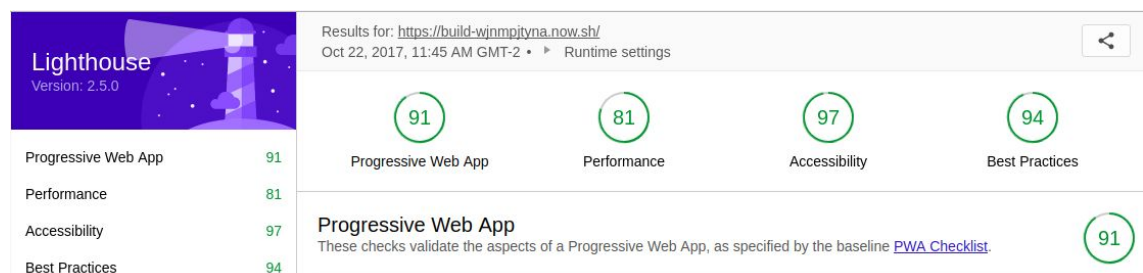 Lighthouse
Version: 2.5.0
Progressive Web App 91
Performance 81
Accessibility 97
Best Practices 94
Results for: https://build-wjnmpjtyna.now.sh/
Oct 22, 2017, 11:45 AM GMT-2 • ▶ Runtime settings
91 81 97 94
Progressive Web App Performance Accessibility Best Practices
Progressive Web App
These checks validate the aspects of a Progressive Web App, as specified by the baseline PWA Checklist.
91